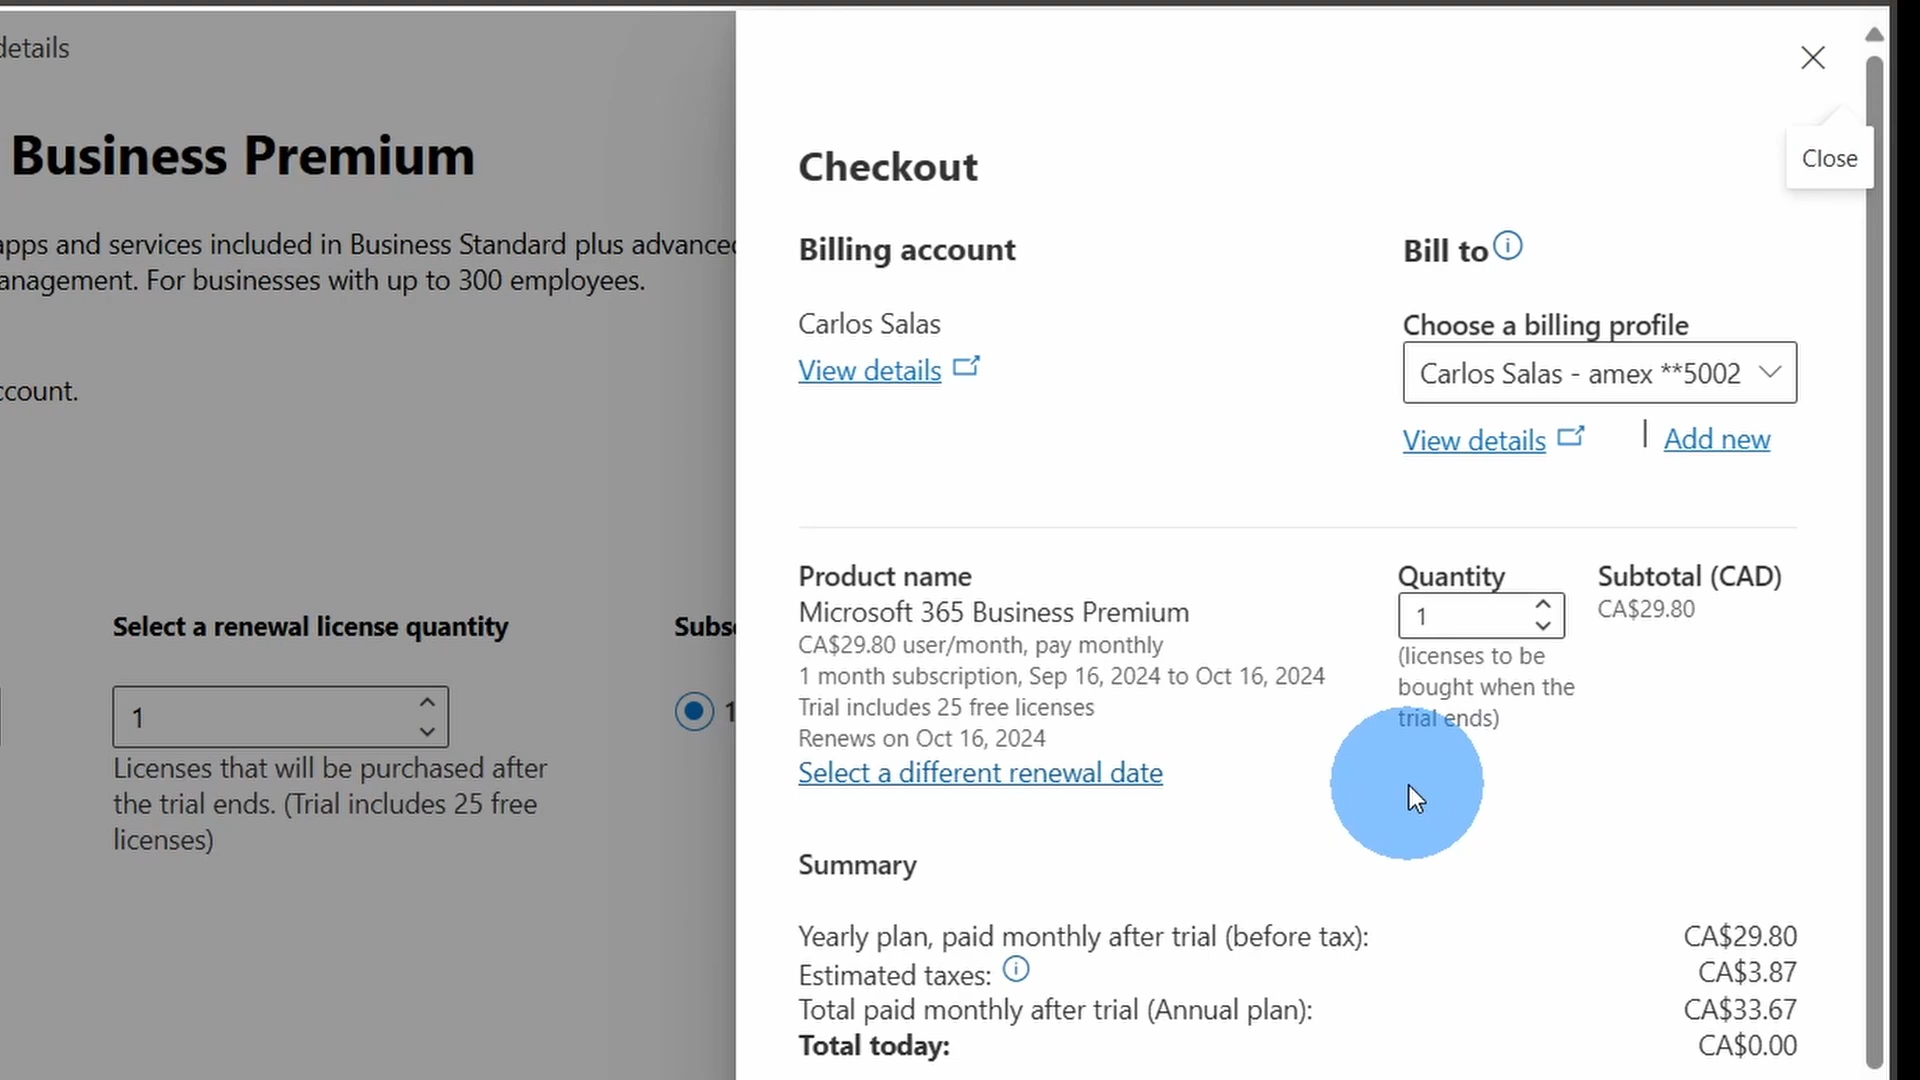 details
Business Premium
apps and services included in Business Standard plus advanced
anagement. For businesses with up to 300 employees.
ccount.
Select a renewal license quantity
Subs
1
1
Licenses that will be purchased after
the trial ends. (Trial includes 25 free
licenses)
Close
Checkout
Billing account
Bill to
Carlos Salas
View details
Choose a billing profile
Carlos Salas - amex **5002
View details | Add new
Product name
Quantity
Subtotal (CAD)
Microsoft 365 Business Premium
1
CA$29.80
CA$29.80 user/month, pay monthly
1 month subscription, Sep 16, 2024 to Oct 16, 2024
Trial includes 25 free licenses
Renews on Oct 16, 2024
Select a different renewal date
(licenses to be
bought when the
trial ends)
Summary
Yearly plan, paid monthly after trial (before tax): CA$29.80
Estimated taxes: CA$3.87
Total paid monthly after trial (Annual plan): CA$33.67
Total today: CA$0.00